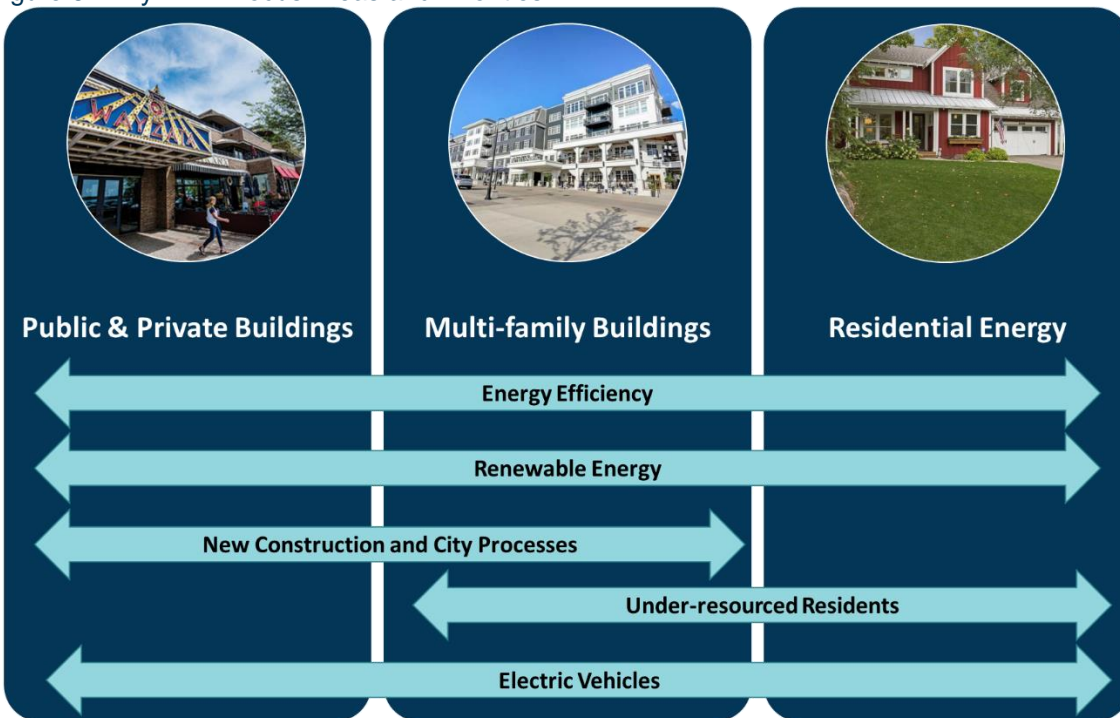 WAYZATA
Public & Private Buildings
Multi-family Buildings
Residential Energy
Energy Efficiency
Renewable Energy
New Construction and City Processes
Under-resourced Residents
Electric Vehicles